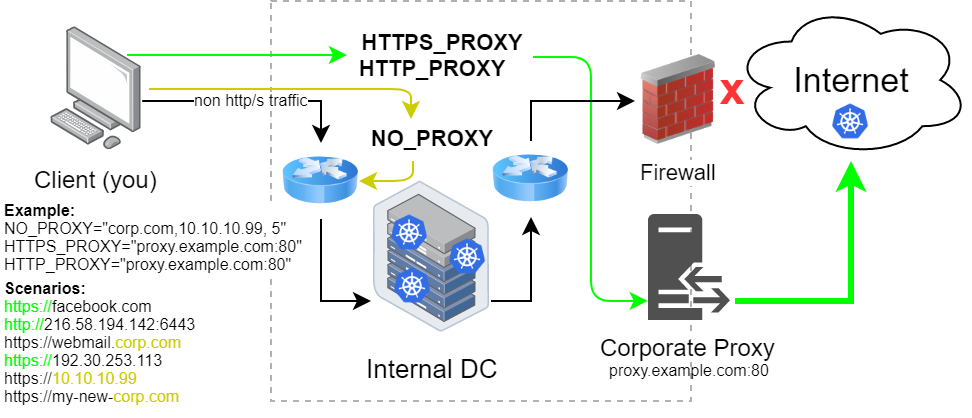 HTTPS_PROXY
HTTP_PROXY
non http/s traffic
NO_PROXY
Internet
X
Firewall
Client (you)
Example:
NO_PROXY="corp.com,10.10.10.99, 5"
HTTPS_PROXY="proxy.example.com:80"
HTTP_PROXY="proxy.example.com:80"
Scenarios:
https://facebook.com
http://216.58.194.142:6443
https://webmail.corp.com
https://192.30.253.113
https://10.10.10.99
https://my-new-corp.com
Internal DC
Corporate Proxy
proxy.example.com:80